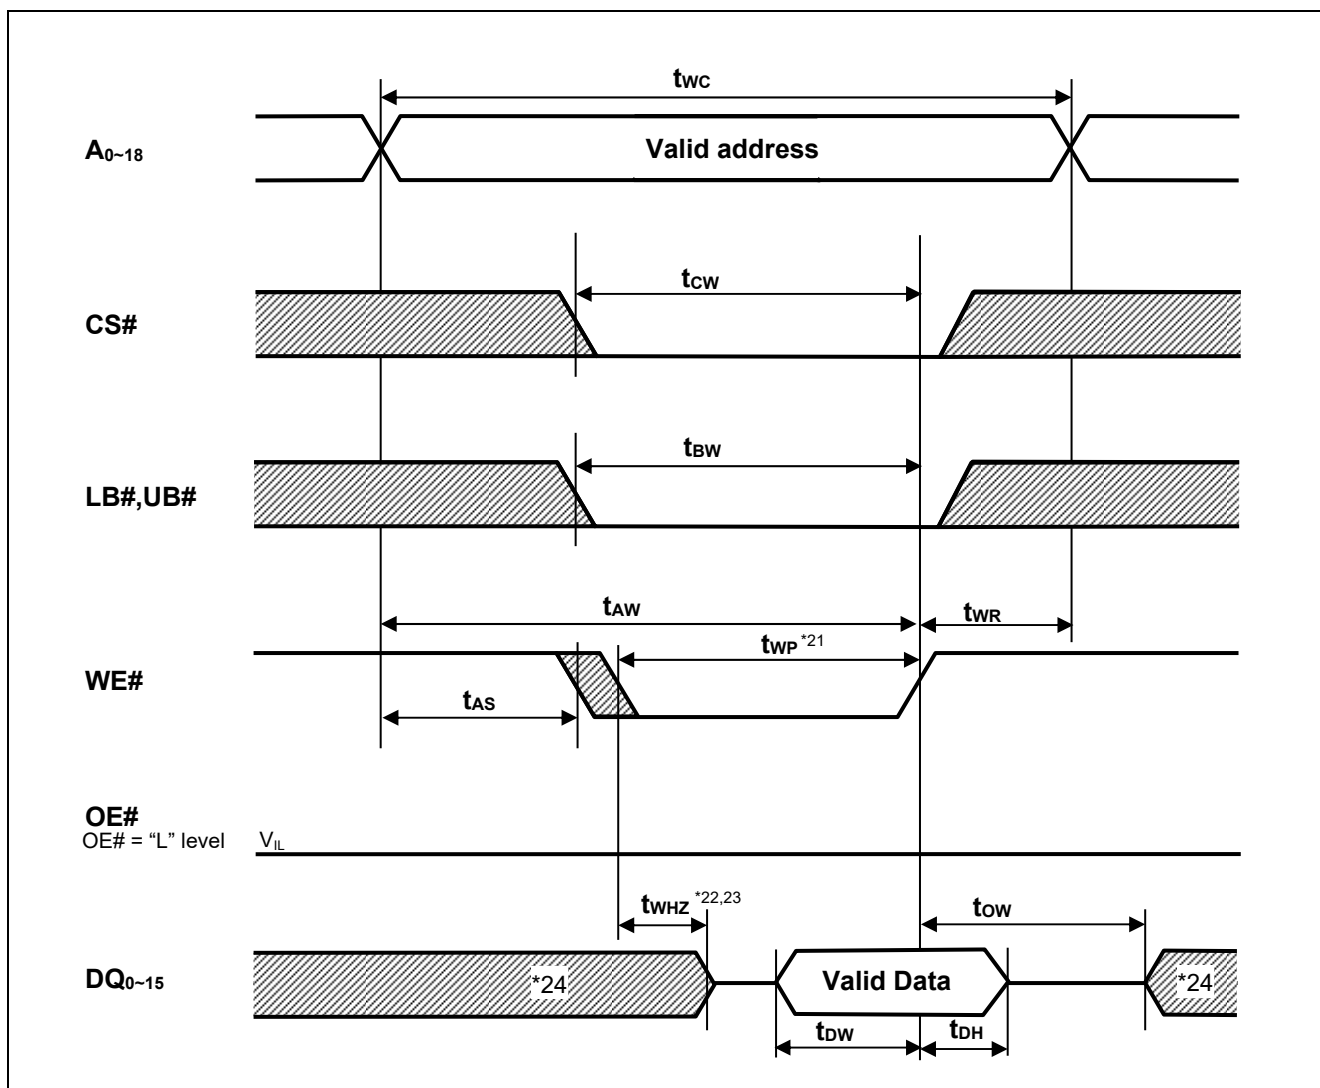 tWC
A0~18
Valid address
tCW
CS#
tBW
LB#,UB#
tAW
tWR
tWP *21
WE#
tAS
OE#
OE# = “L” level VIL
tWHZ *22,23
tOW
DQ0~15
*24
Valid Data
*24
tDW
tDH